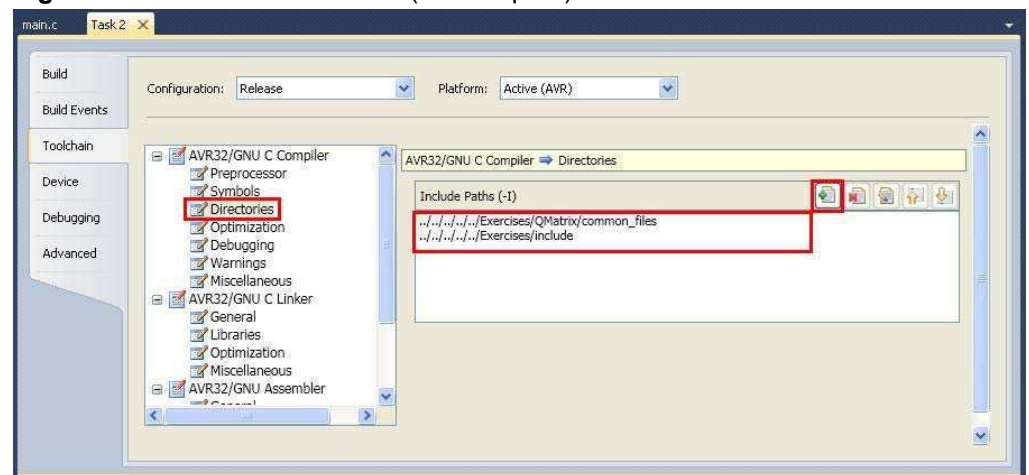 main.c Task 2
Build
Build Events
Toolchain
Device
Debugging
Advanced
Configuration: Release Platform: Active (AVR)
AVR32/GNU C Compiler
Preprocessor
Symbols
Directories
Optimization
Debugging
Warnings
Miscellaneous
AVR32/GNU C Linker
General
Libraries
Optimization
Miscellaneous
AVR32/GNU Assembler
AVR32/GNU C Compiler ➡ Directories
Include Paths (-I)
../../../../../Exercises/QMatrix/common_files
../../../../../Exercises/include